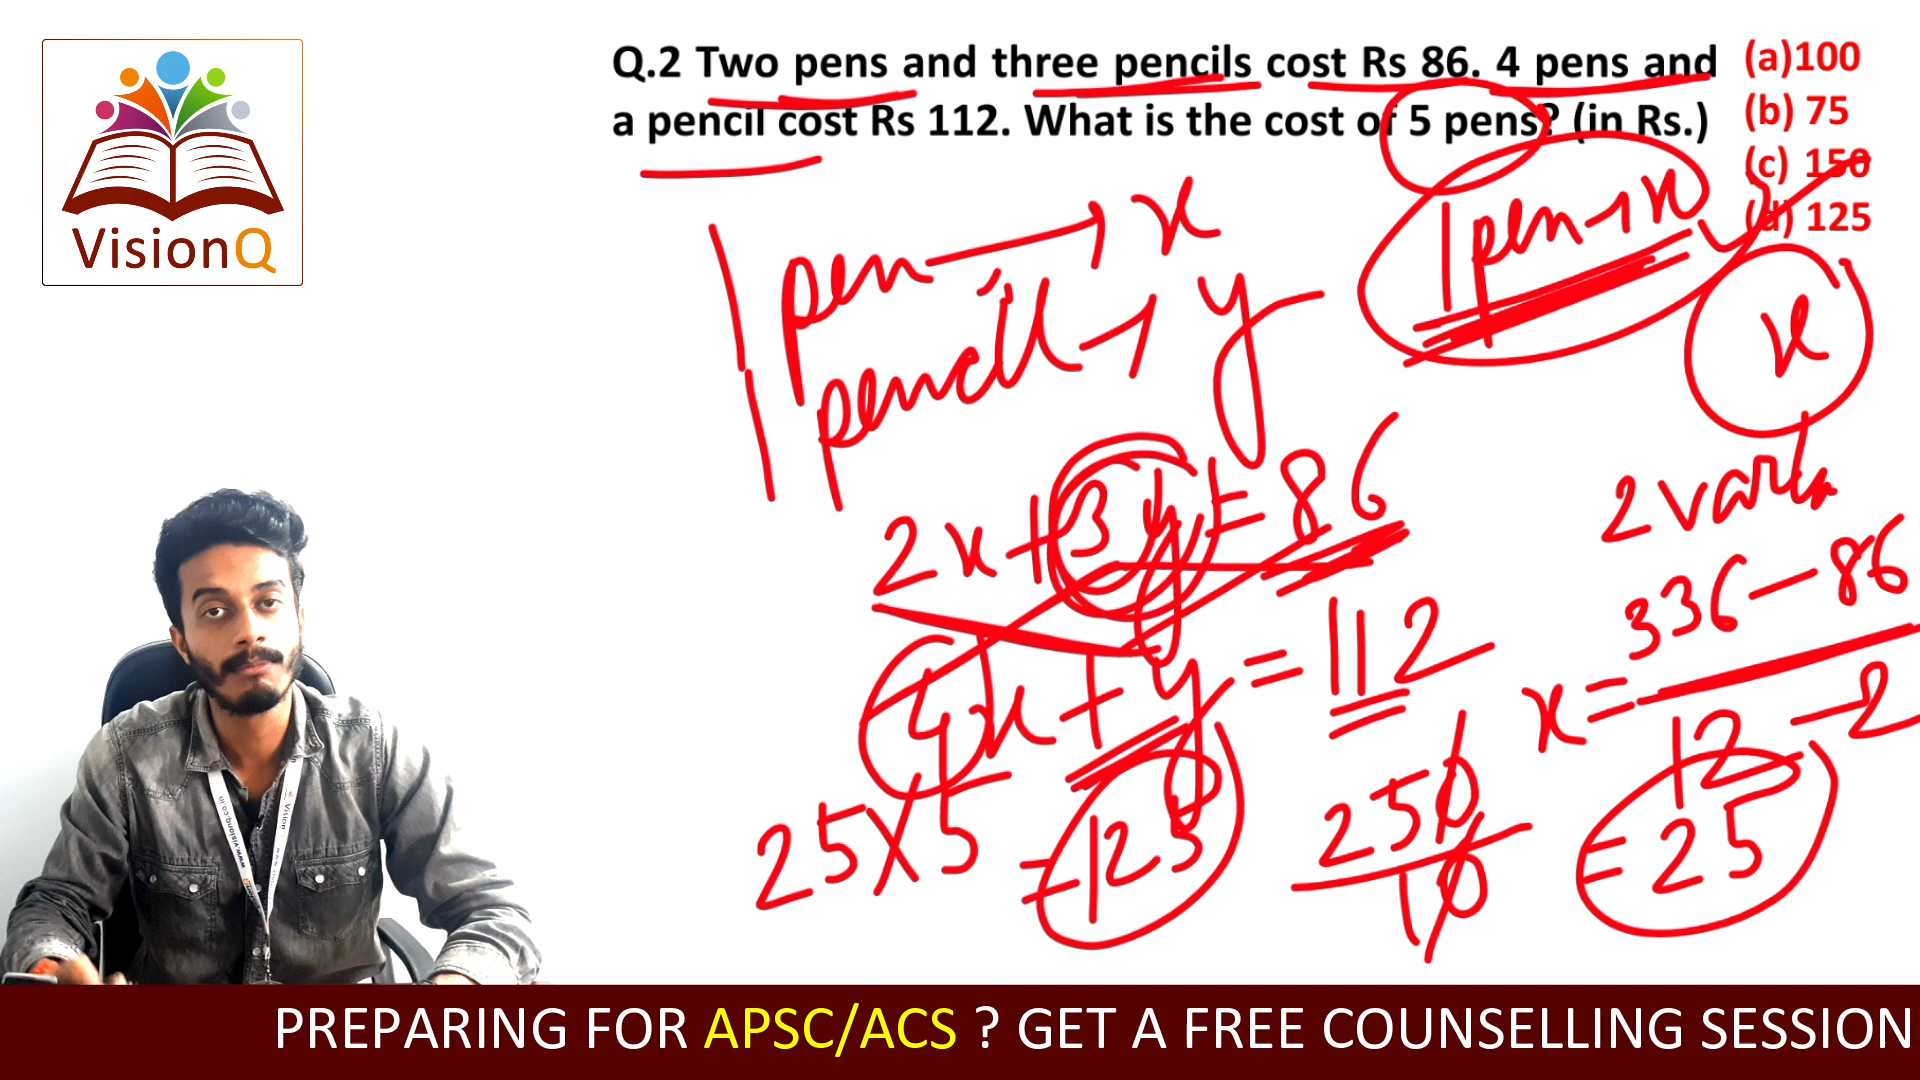 VisionQ
Q.2 Two pens and three pencils cost Rs 86. 4 pens and
a pencil cost Rs 112. What is the cost of 5 pens? (in Rs.)
(a)100
(b) 75
(c) 150
(d) 125
1 pen → x
1 pencil → y
1 pen → x
x
2x + 3y = 86
4x + y = 112
2 var
336 - 86
x =
12 - 2
250
10
= 25
25 x 5 = 125
PREPARING FOR APSC/ACS ? GET A FREE COUNSELLING SESSION